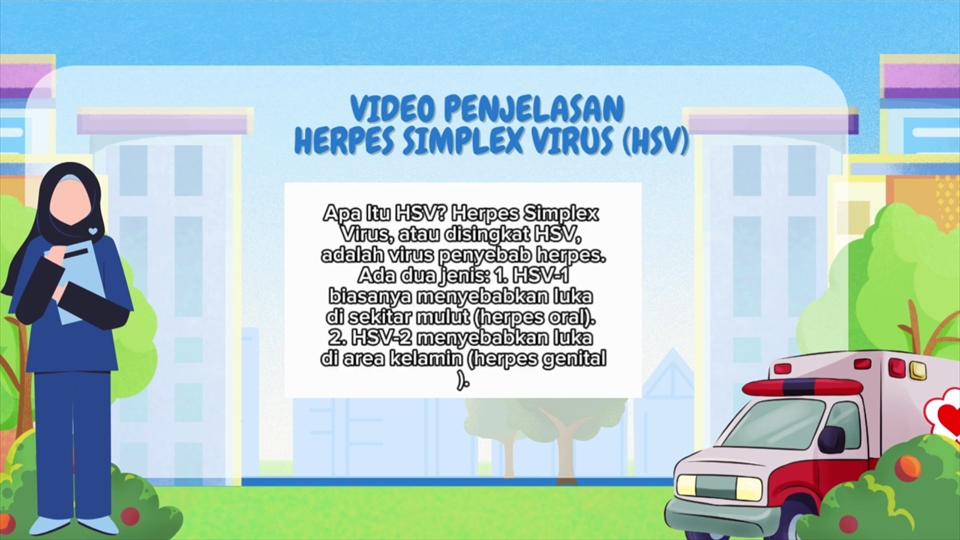 VIDEO PENJELASAN
HERPES SIMPLEX VIRUS (HSV)
Apa Itu HSV? Herpes Simplex
Virus, atau disingkat HSV,
adalah virus penyebab herpes.
Ada dua jenis: 1. HSV-1
biasanya menyebabkan luka
di sekitar mulut (herpes oral).
2. HSV-2 menyebabkan luka
di area kelamin (herpes genital
).